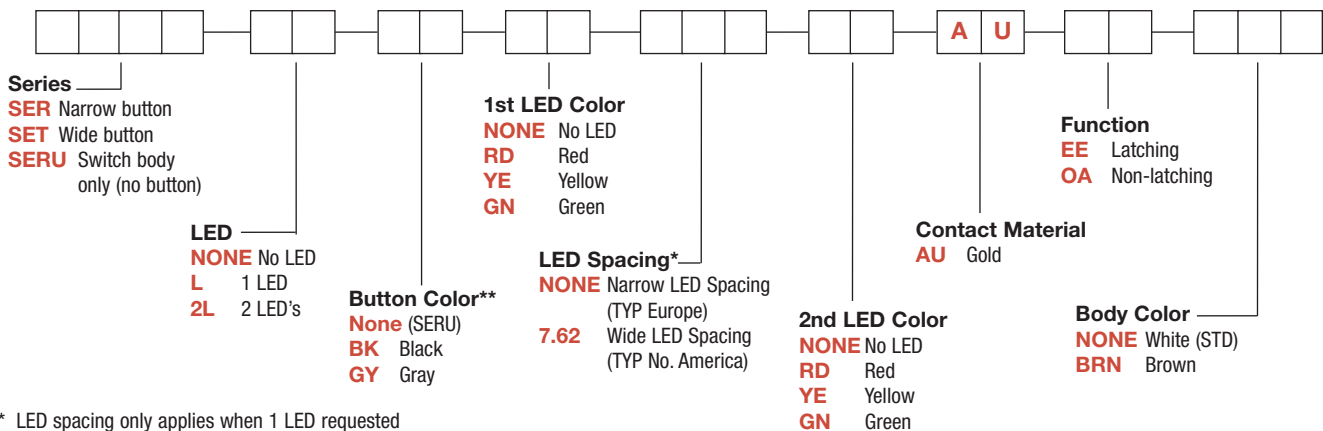 A U
Series
SER Narrow button
SET Wide button
SERU Switch body
only (no button)
LED
NONE No LED
L 1 LED
2L 2 LED's
Button Color**
None (SERU)
BK Black
GY Gray
1st LED Color
NONE No LED
RD Red
YE Yellow
GN Green
LED Spacing*
NONE Narrow LED Spacing
(TYP Europe)
7.62 Wide LED Spacing
(TYP No. America)
2nd LED Color
NONE No LED
RD Red
YE Yellow
GN Green
Contact Material
AU Gold
Function
EE Latching
OA Non-latching
Body Color
NONE White (STD)
BRN Brown
* LED spacing only applies when 1 LED requested